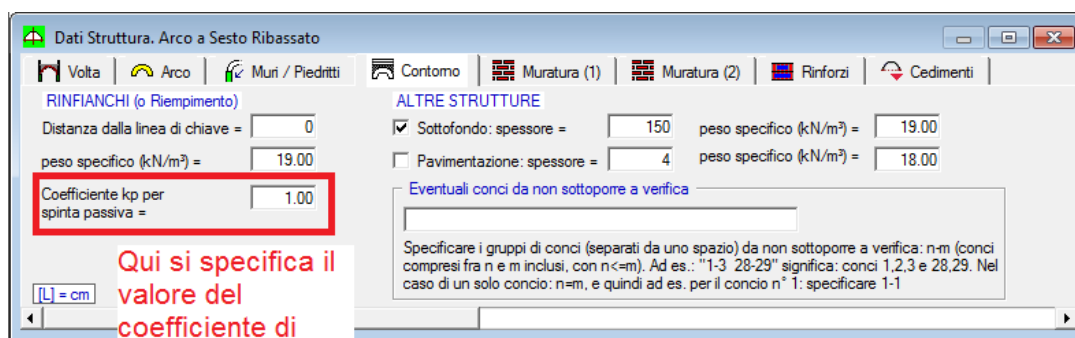 Dati Struttura. Arco a Sesto Ribassato
Volta Arco Muri / Piedritti Contorno Muratura (1) Muratura (2) Rinforzi Cedimenti
RINFIANCHI (o Riempimento)
Distanza dalla linea di chiave = 0
peso specifico (kN/m³) = 19.00
Coefficiente kp per
spinta passiva = 1.00
Qui si specifica il
valore del
coefficiente di
[L] = cm
ALTRE STRUTTURE
Sottofondo: spessore = 150 peso specifico (kN/m³) = 19.00
Pavimentazione: spessore = 4 peso specifico (kN/m³) = 18.00
Eventuali conci da non sottoporre a verifica
Specificare i gruppi di conci (separati da uno spazio) da non sottoporre a verifica: n-m (conci
compresi fra n e m inclusi, con n<=m). Ad es.: "1-3 28-29" significa: conci 1,2,3 e 28,29. Nel
caso di un solo concio: n=m, e quindi ad es. per il concio n° 1: specificare 1-1